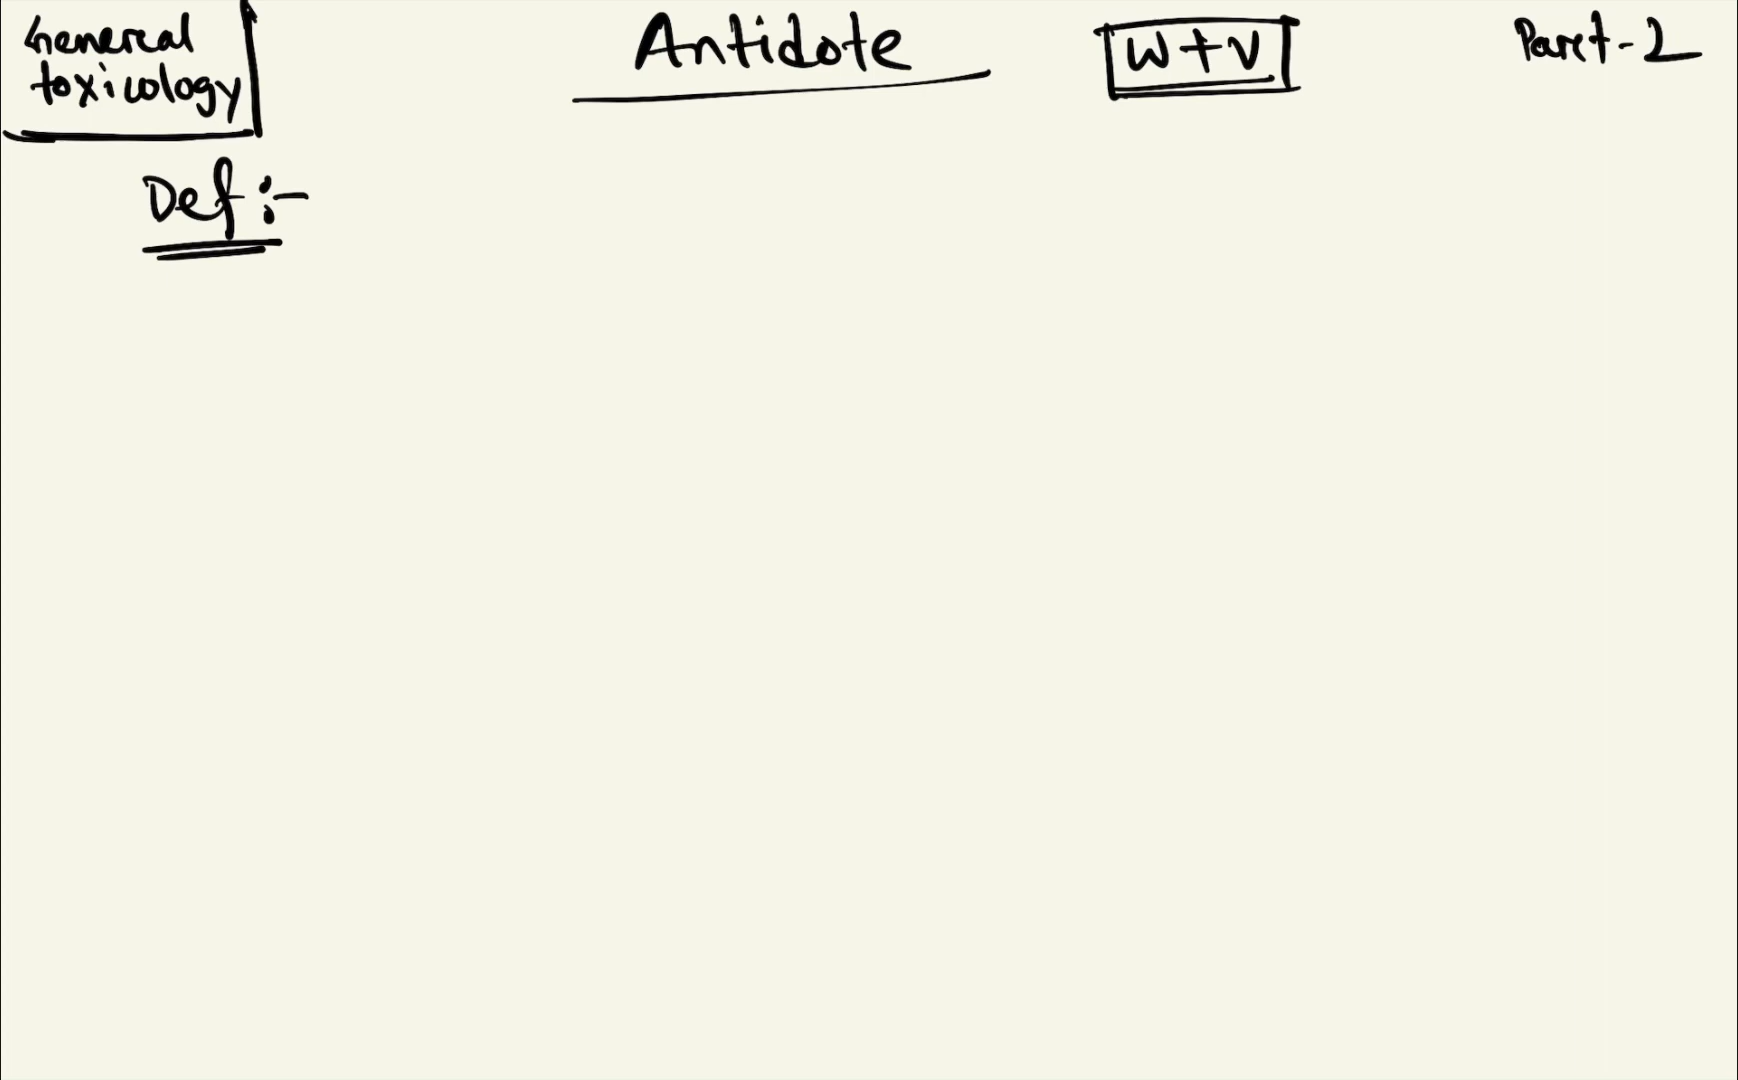 General
toxicology
Antidote
W+V
Part-2
Def:-